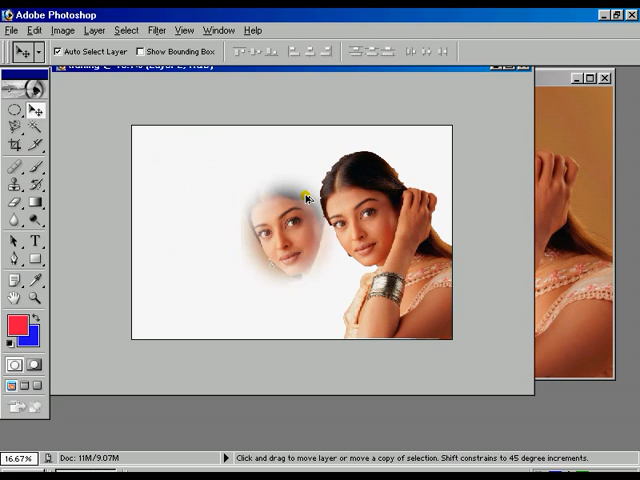 Adobe Photoshop
File Edit Image Layer Select Filter View Window Help
Auto Select Layer Show Bounding Box
T
16.67% Doc: 11M/9.07M Click and drag to move layer or move a copy of selection. Shift constrains to 45 degree increments.